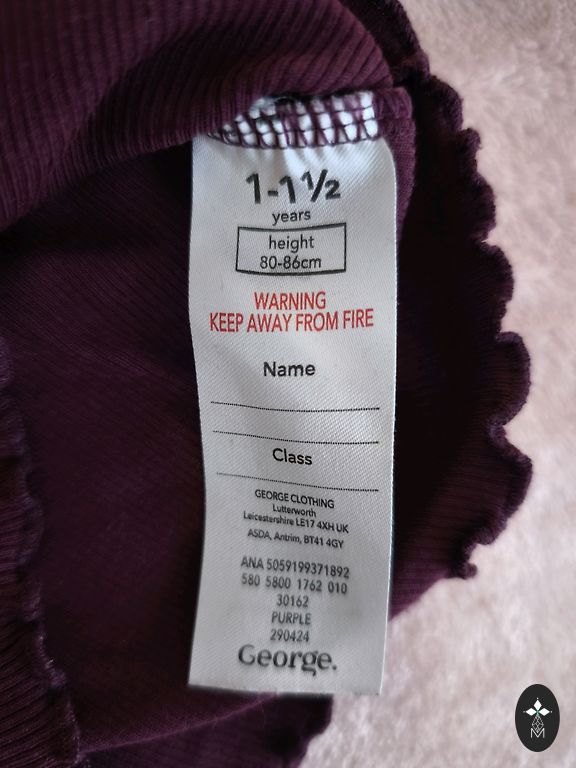 1-1½
years
height
80-86cm
WARNING
KEEP AWAY FROM FIRE
Name
Class
GEORGE CLOTHING
Lutterworth
Leicestershire LE17 4XH UK
ASDA, Antrim, BT41 4GY
ANA 5059199371892
580 5800 1762 010
30162
PURPLE
290424
George.
M